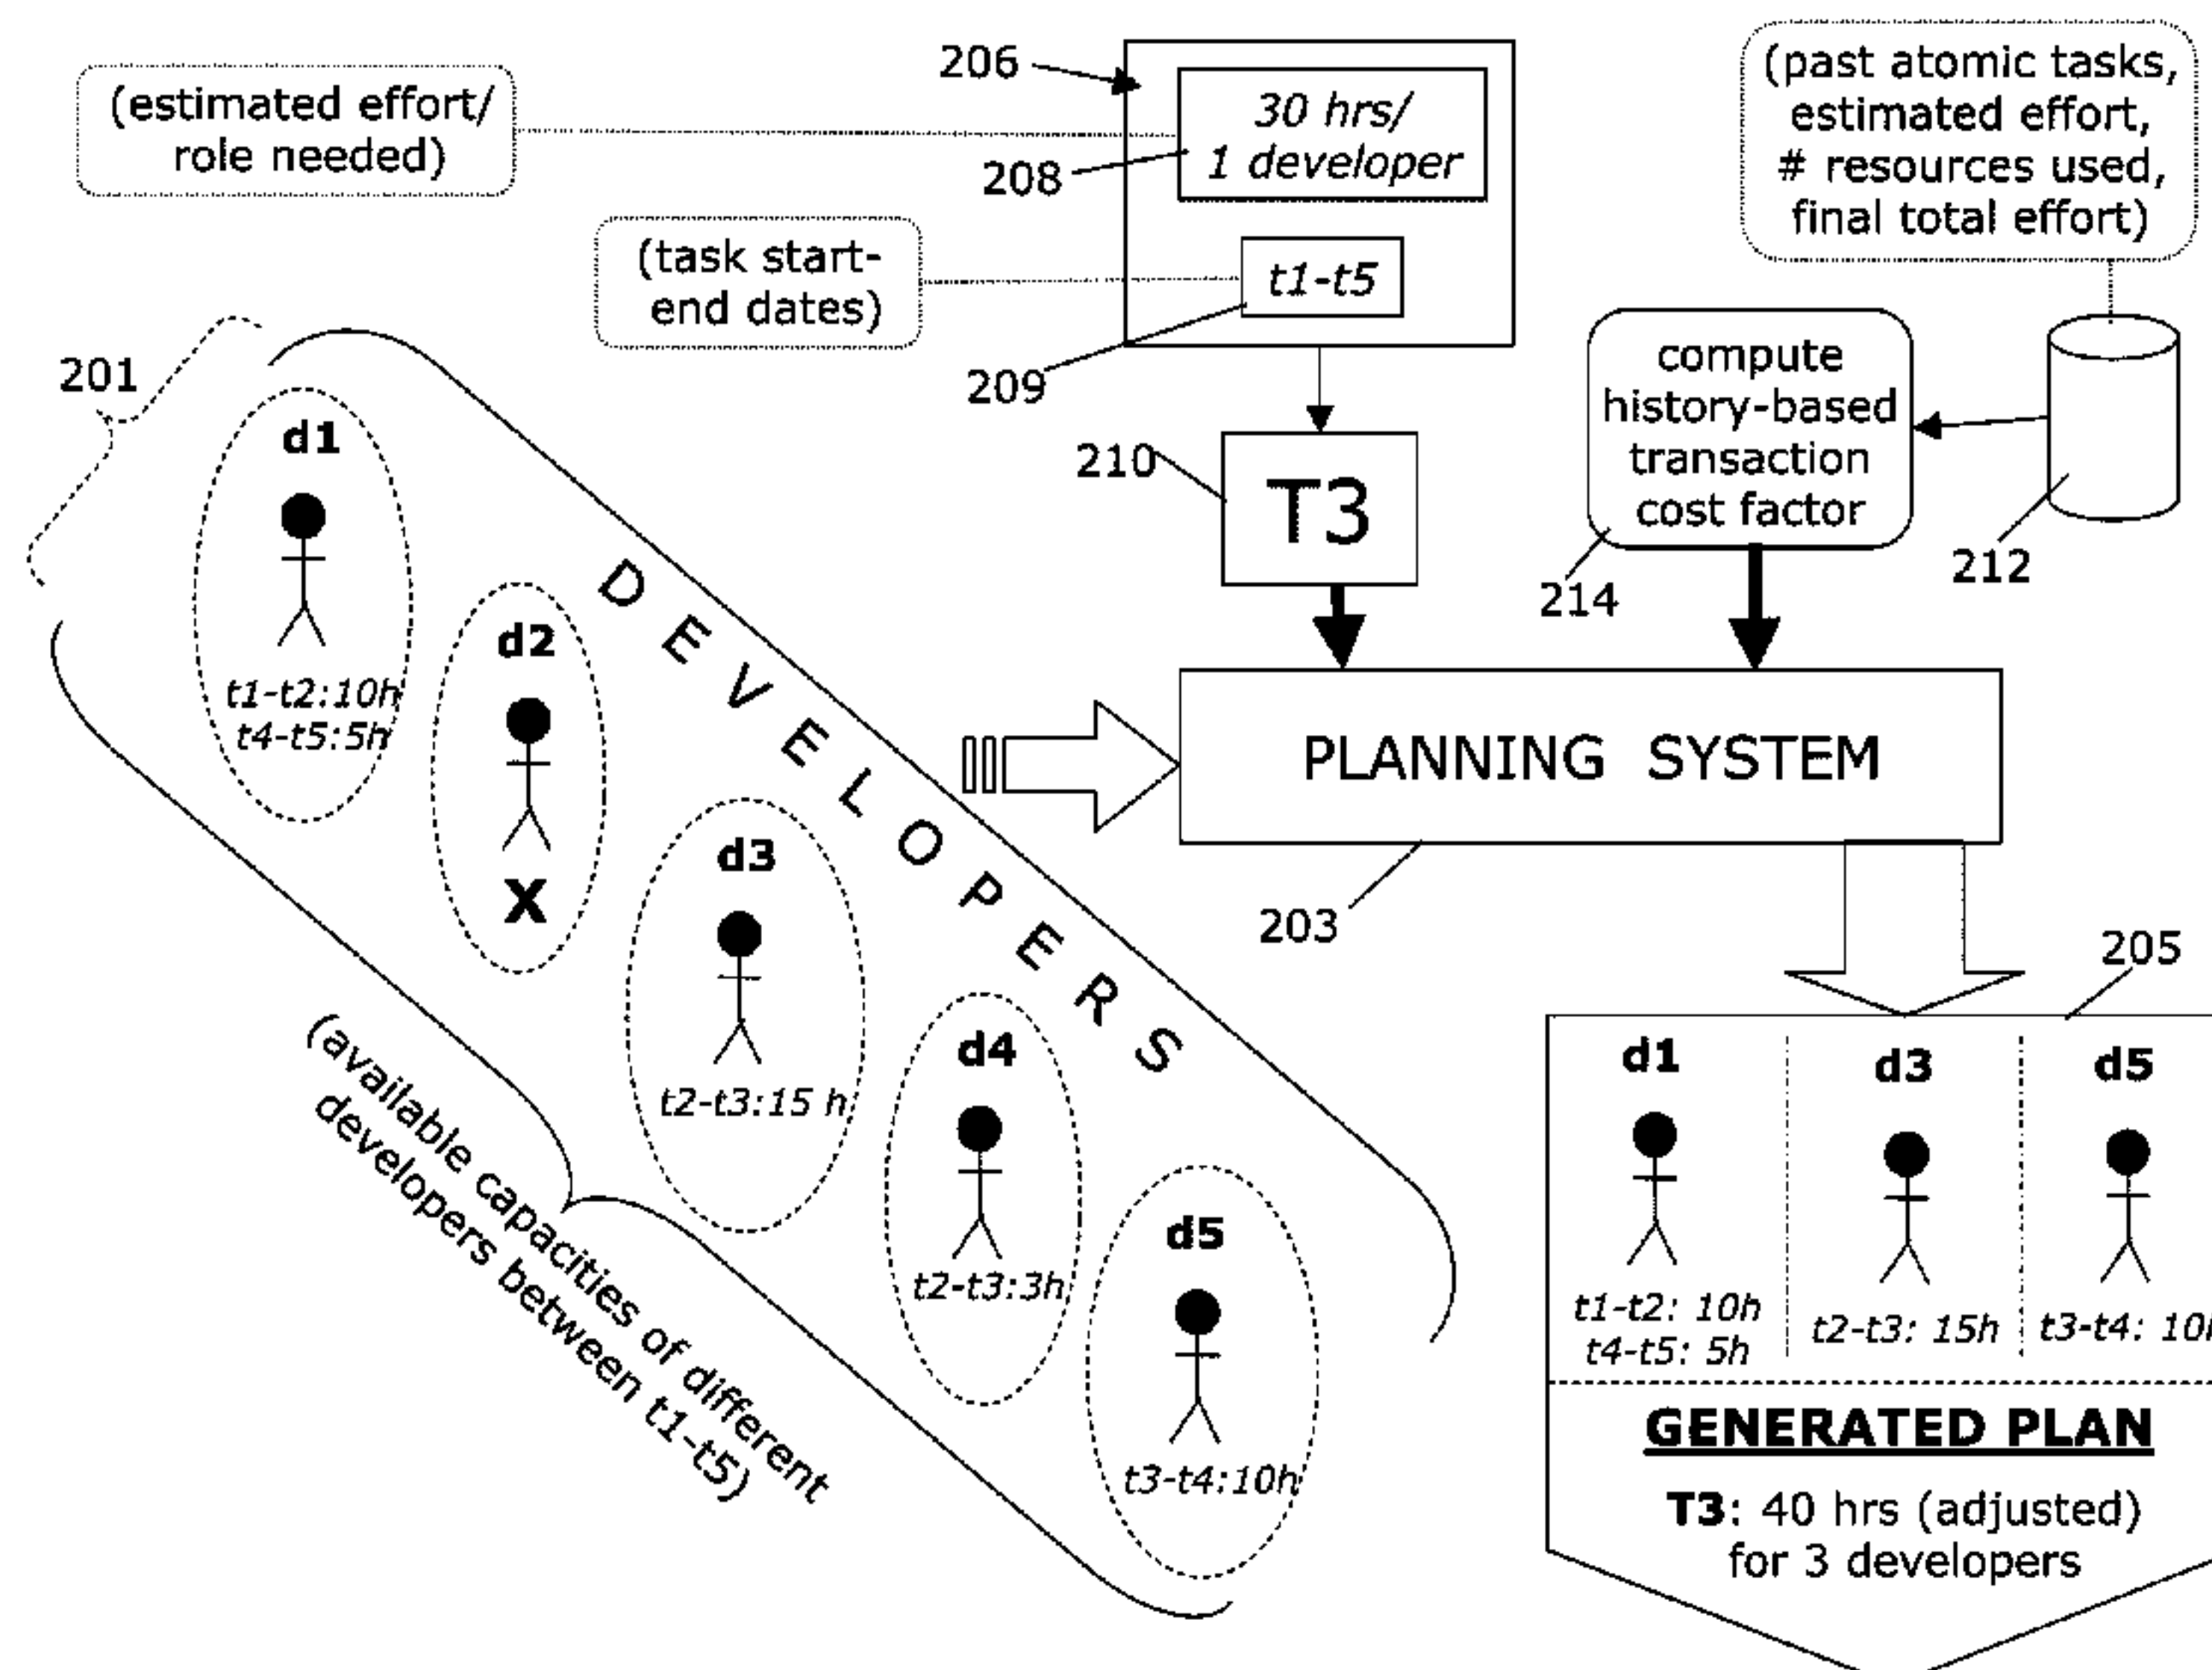 (estimated effort/
role needed)
206
30 hrs/
1 developer
208
(task start-
end dates)
t1-t5
209
(past atomic tasks,
estimated effort,
# resources used,
final total effort)
compute
history-based
transaction
cost factor
214
212
210
T3
201
d1
t1-t2:10h
t4-t5:5h
d2
X
d3
t2-t3:15 h
d4
t2-t3:3h
d5
t3-t4:10h
DEVELOPERS
(available capacities of different
developers between t1-t5)
PLANNING SYSTEM
203
205
d1
t1-t2: 10h
t4-t5: 5h
d3
t2-t3: 15h
d5
t3-t4: 10h
GENERATED PLAN
T3: 40 hrs (adjusted)
for 3 developers